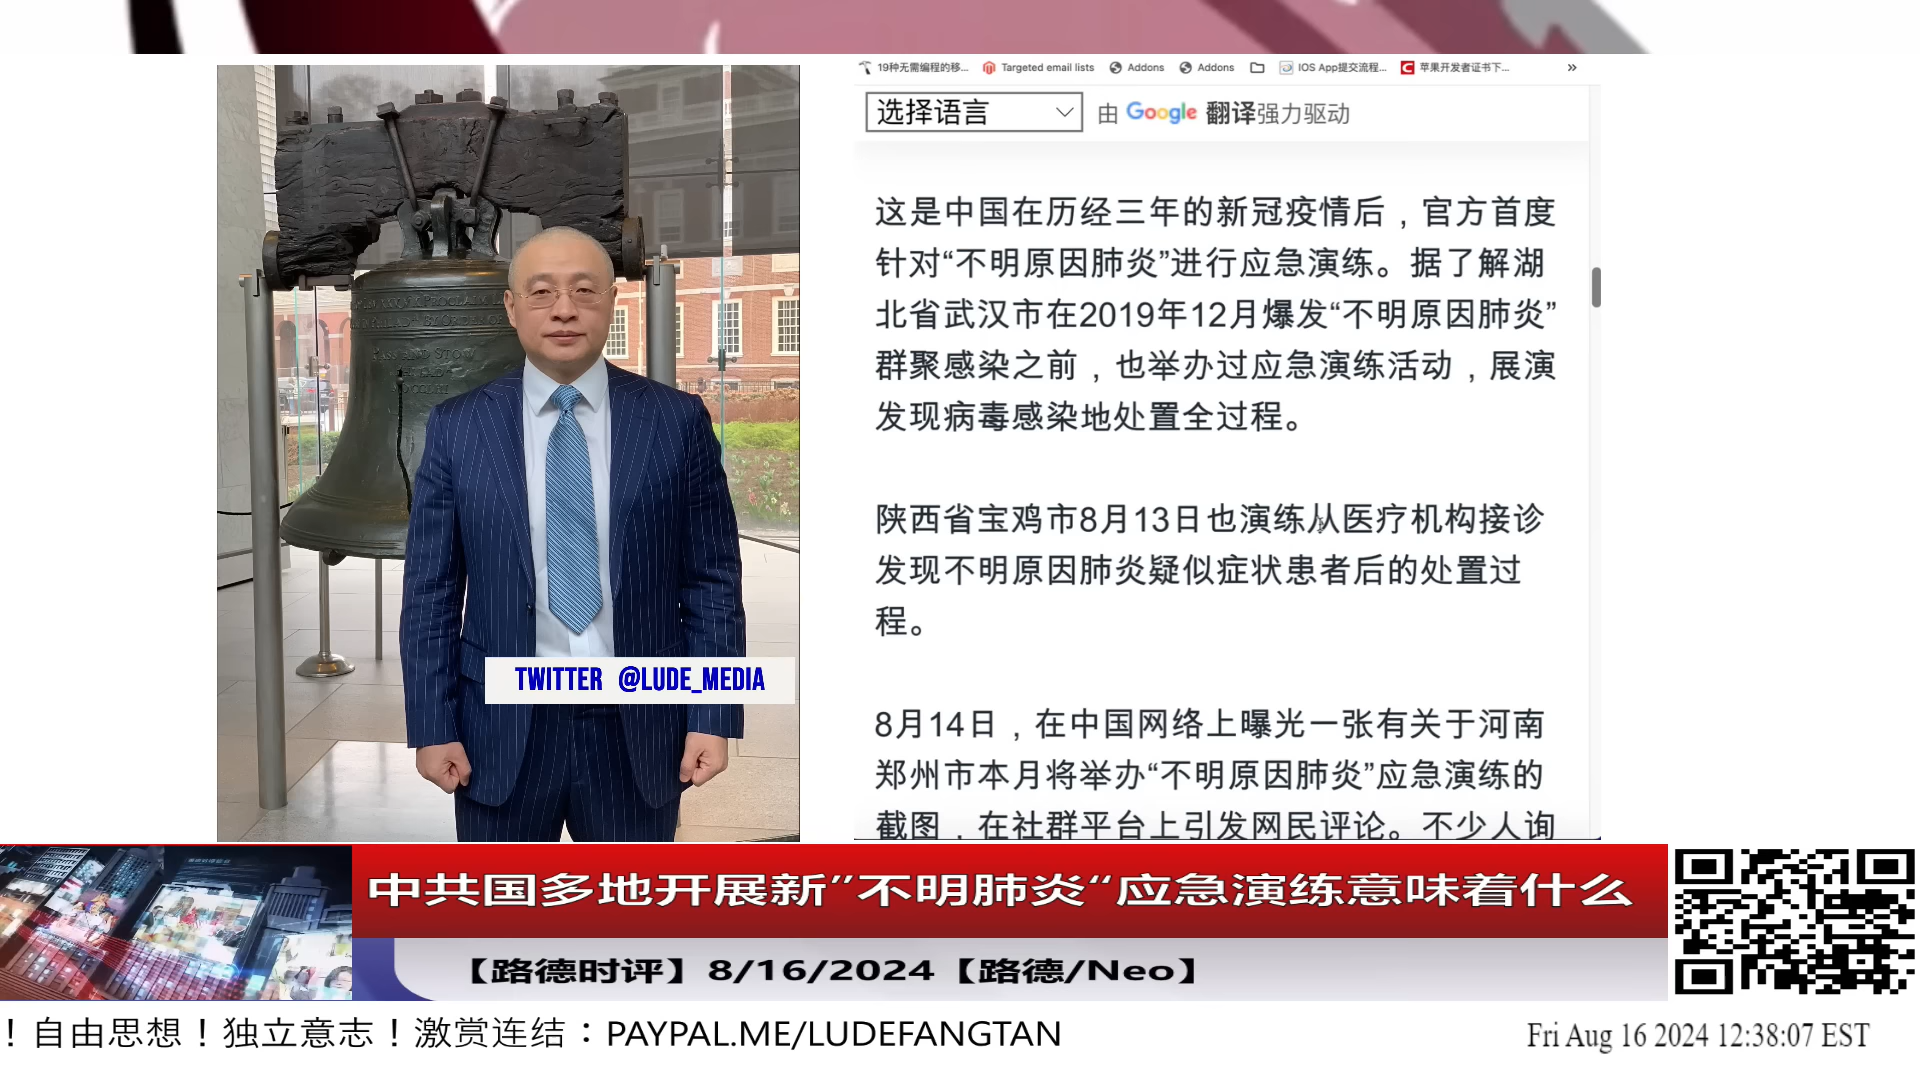 19种无需编程的移...
Targeted email lists
Addons
Addons
IOS App提交流程...
苹果开发者证书下...
»
选择语言
由 Google 翻译强力驱动
这是中国在历经三年的新冠疫情后，官方首度
针对“不明原因肺炎”进行应急演练。据了解湖
北省武汉市在2019年12月爆发“不明原因肺炎”
群聚感染之前，也举办过应急演练活动，展演
发现病毒感染地处置全过程。
陕西省宝鸡市8月13日也演练从医疗机构接诊
发现不明原因肺炎疑似症状患者后的处置过
程。
8月14日，在中国网络上曝光一张有关于河南
郑州市本月将举办“不明原因肺炎”应急演练的
截图，在社群平台上引发网民评论。不少人询
PASS AND STOW
TWITTER @LUDE_MEDIA
中共国多地开展新”不明肺炎“应急演练意味着什么
【路德时评】8/16/2024【路德/Neo】
！自由思想！独立意志！激赏连结：PAYPAL.ME/LUDEFANGTAN
Fri Aug 16 2024 12:38:07 EST